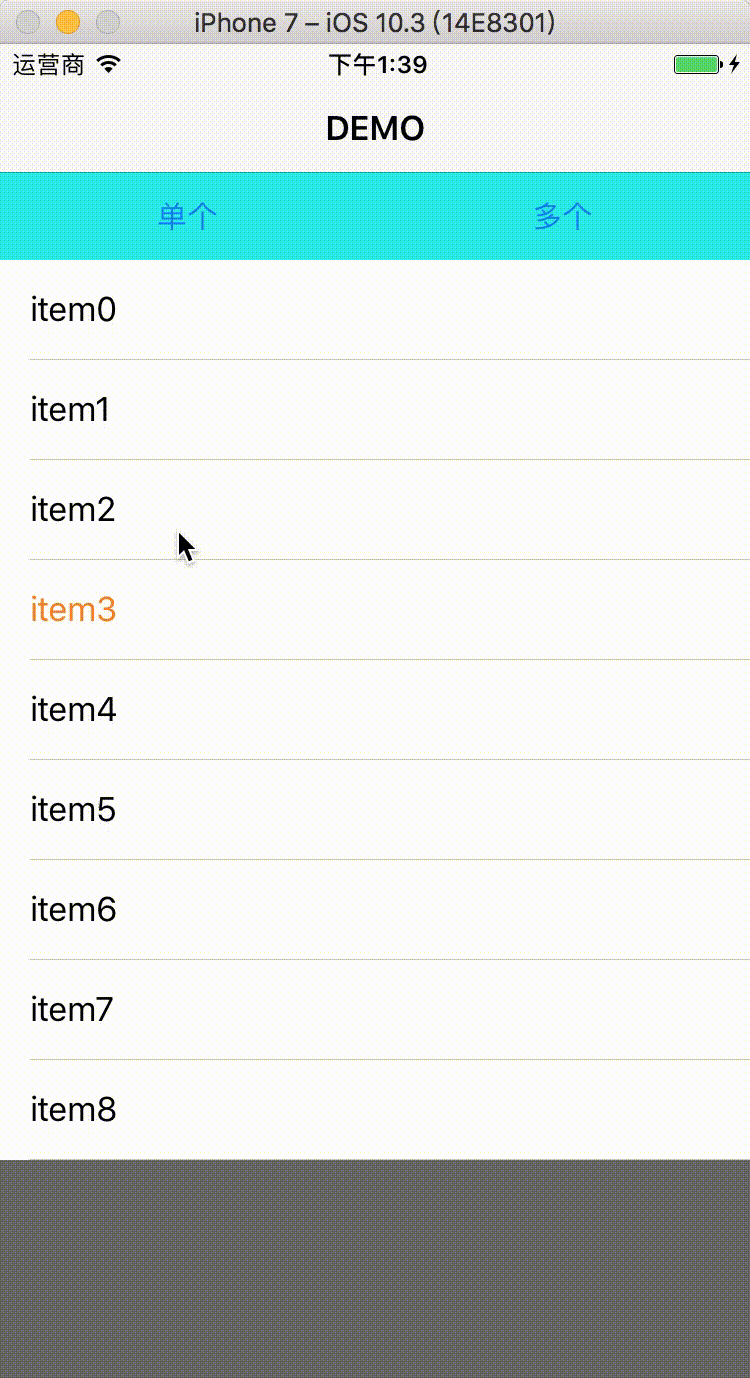 iPhone 7 – iOS 10.3 (14E8301)
运营商 下午1:39
DEMO
单个 多个
item0
item1
item2
item3
item4
item5
item6
item7
item8